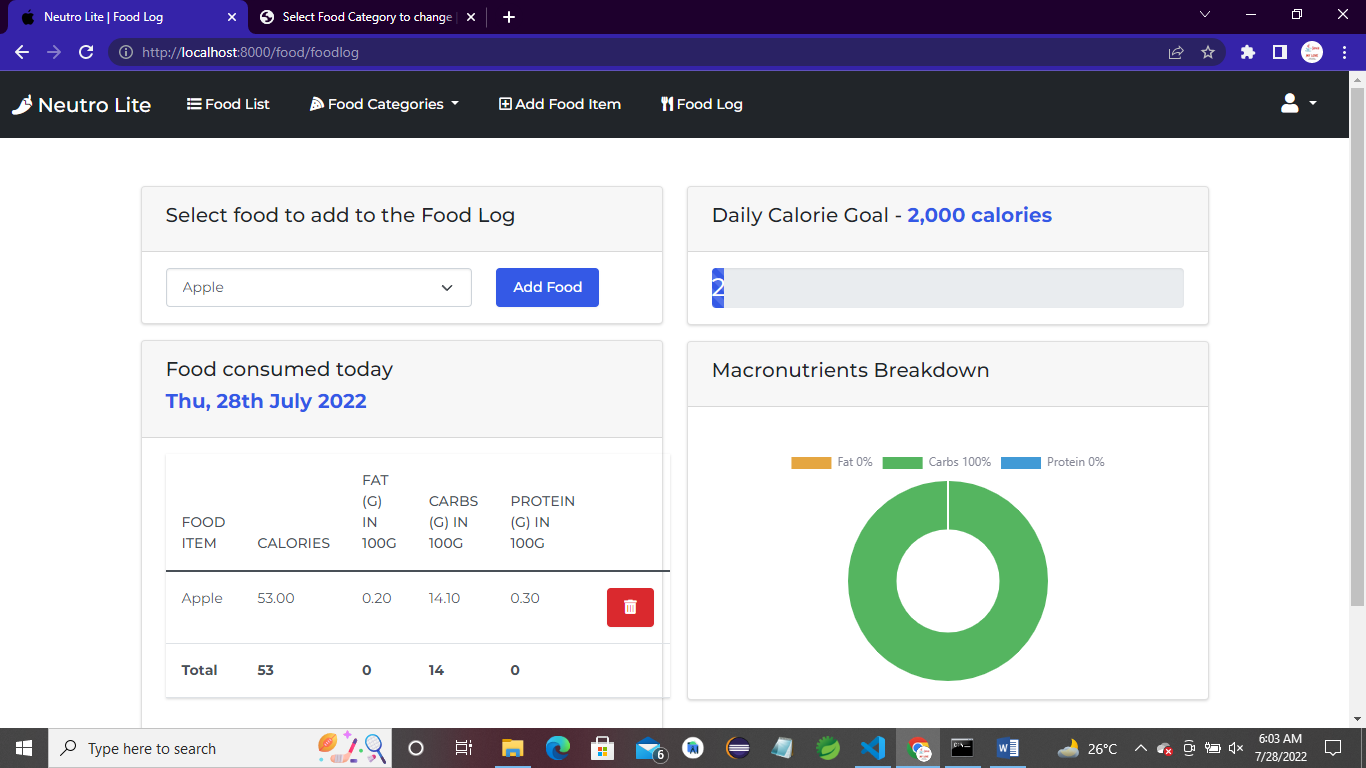 Neutro Lite | Food Log
Select Food Category to change
http://localhost:8000/food/foodlog
Neutro Lite
Food List
Food Categories
Add Food Item
Food Log
Select food to add to the Food Log
Apple
Add Food
Daily Calorie Goal - 2,000 calories
2
Food consumed today
Thu, 28th July 2022
FOOD ITEM CALORIES FAT (G) IN 100G CARBS (G) IN 100G PROTEIN (G) IN 100G
Apple 53.00 0.20 14.10 0.30
Total 53 0 14 0
Macronutrients Breakdown
Fat 0% Carbs 100% Protein 0%
Type here to search
6
26°C
6:03 AM
7/28/2022